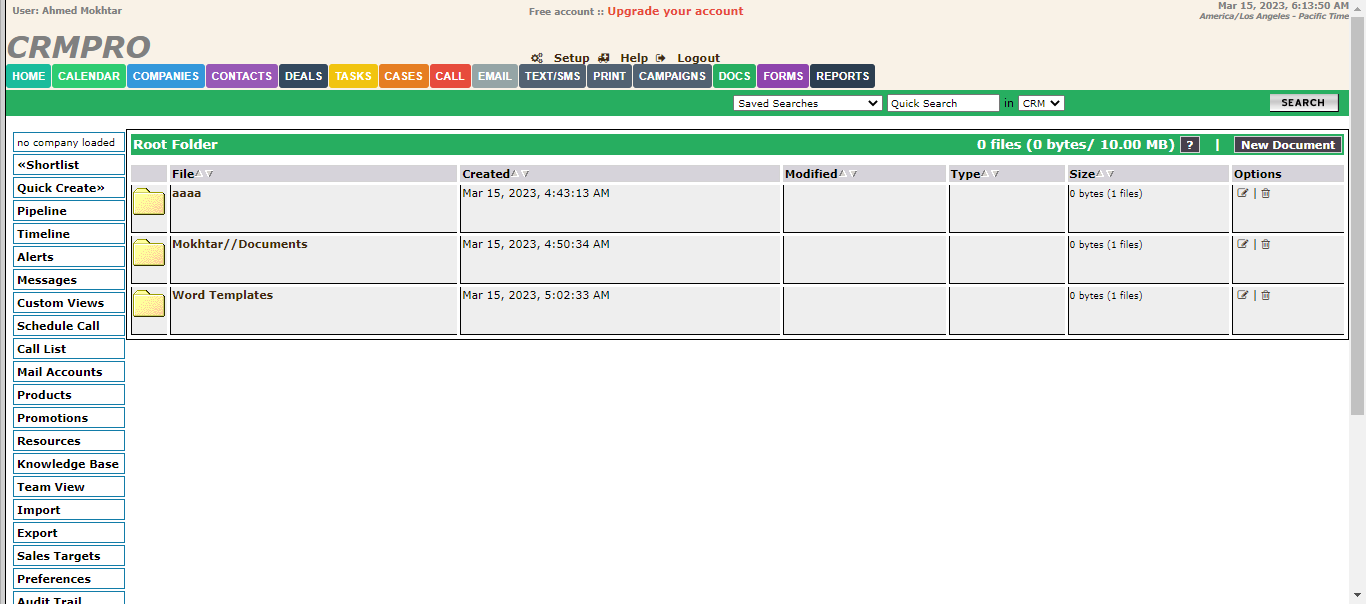 User: Ahmed Mokhtar
Free account :: Upgrade your account
Mar 15, 2023, 6:13:50 AM
America/Los Angeles - Pacific Time
CRMPRO
Setup Help Logout
HOME CALENDAR COMPANIES CONTACTS DEALS TASKS CASES CALL EMAIL TEXT/SMS PRINT CAMPAIGNS DOCS FORMS REPORTS
Saved Searches Quick Search in CRM SEARCH
no company loaded
«Shortlist
Quick Create»
Pipeline
Timeline
Alerts
Messages
Custom Views
Schedule Call
Call List
Mail Accounts
Products
Promotions
Resources
Knowledge Base
Team View
Import
Export
Sales Targets
Preferences
Audit Trail
Root Folder 0 files (0 bytes/ 10.00 MB) ? | New Document
File Created Modified Type Size Options
aaaa Mar 15, 2023, 4:43:13 AM 0 bytes (1 files) |
Mokhtar//Documents Mar 15, 2023, 4:50:34 AM 0 bytes (1 files) |
Word Templates Mar 15, 2023, 5:02:33 AM 0 bytes (1 files) |